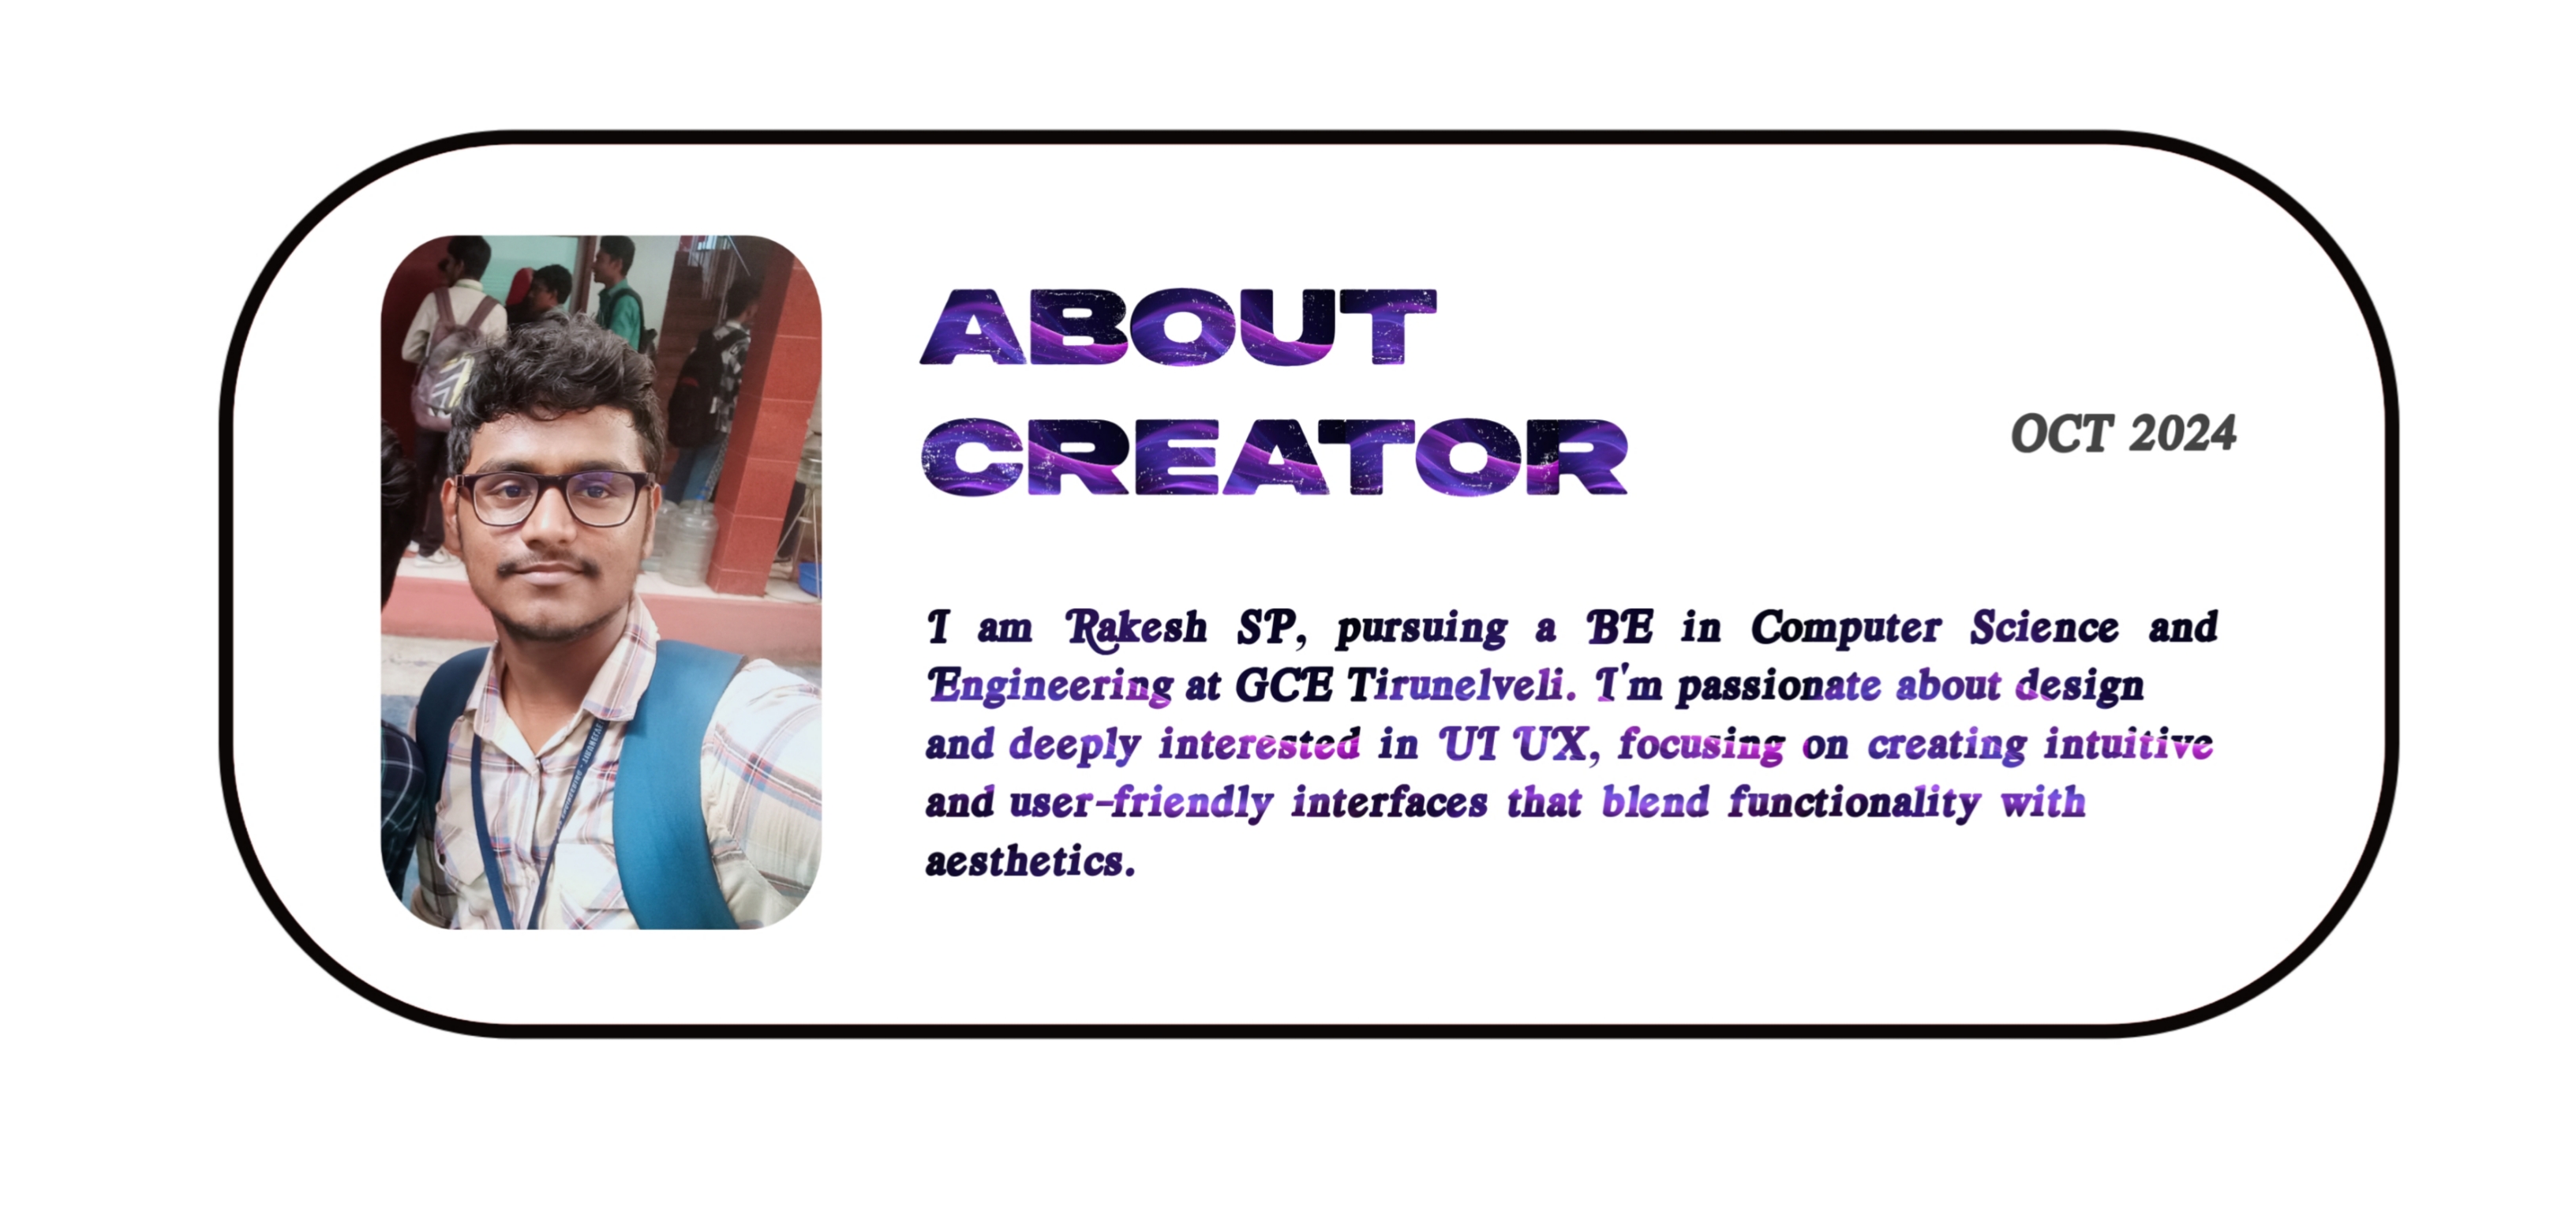 ABOUT
CREATOR
OCT 2024
I am Rakesh SP, pursuing a BE in Computer Science and
Engineering at GCE Tirunelveli. I'm passionate about design
and deeply interested in UI UX, focusing on creating intuitive
and user-friendly interfaces that blend functionality with
aesthetics.